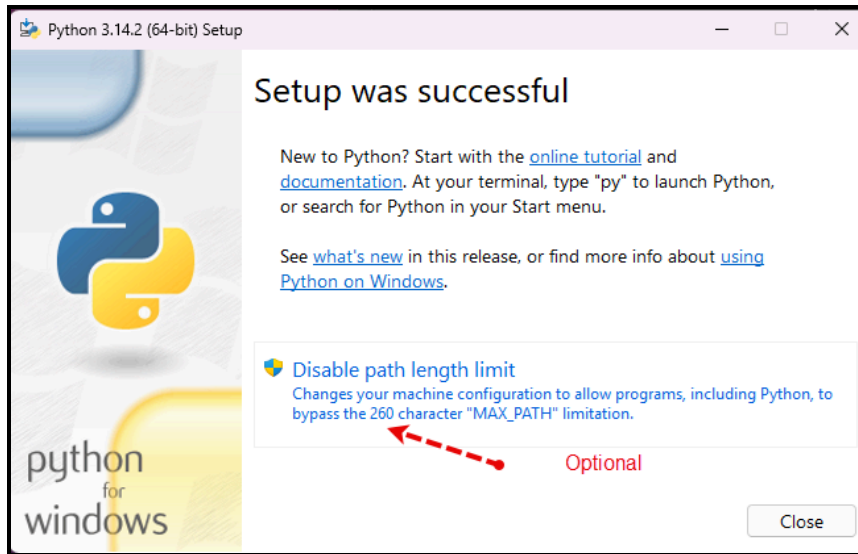 Python 3.14.2 (64-bit) Setup
Setup was successful
New to Python? Start with the online tutorial and
documentation. At your terminal, type "py" to launch Python,
or search for Python in your Start menu.
See what's new in this release, or find more info about using
Python on Windows.
Disable path length limit
Changes your machine configuration to allow programs, including Python, to
bypass the 260 character "MAX_PATH" limitation.
Optional
python
for
windows
Close